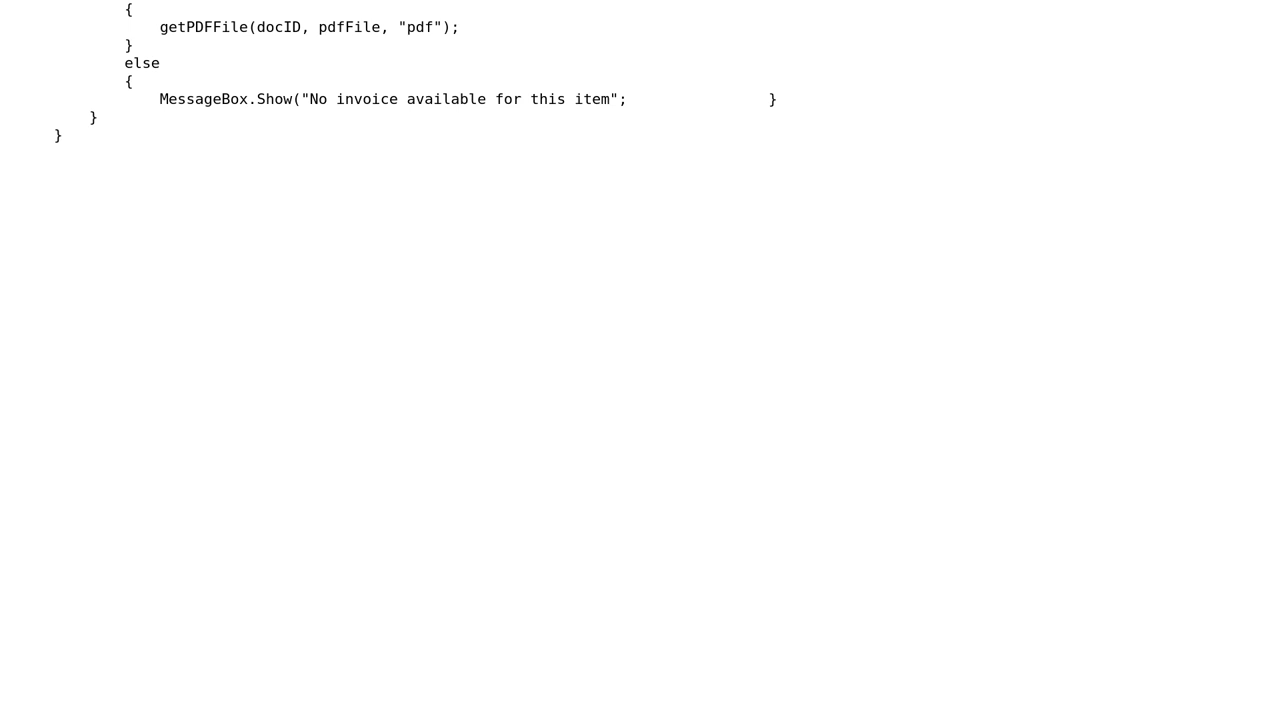 {
    getPDFFile(docID, pdfFile, "pdf");
}
else
{
    MessageBox.Show("No invoice available for this item";                }
}
}